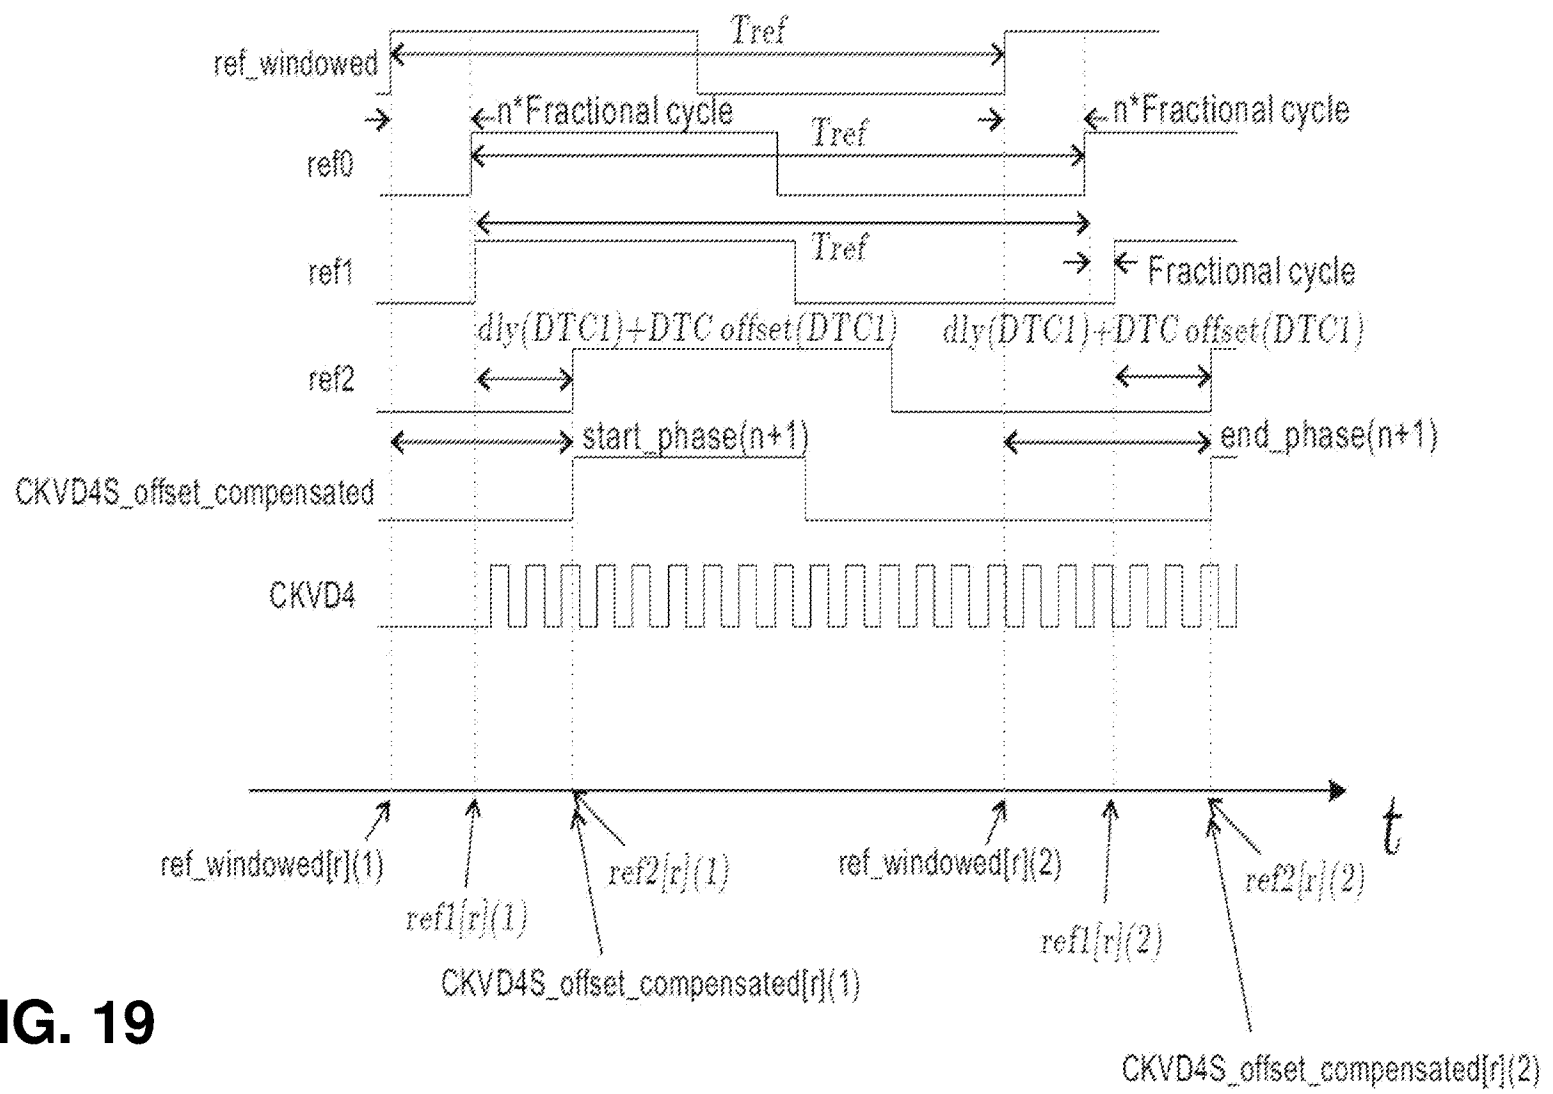 Tref
ref_windowed
n*Fractional cycle
n*Fractional cycle
Tref
ref0
Tref
ref1
Fractional cycle
dly(DTC1)+DTC offset(DTC1)
dly(DTC1)+DTC offset(DTC1)
ref2
start_phase(n+1)
end_phase(n+1)
CKVD4S_offset_compensated
CKVD4
t
ref_windowed[r](1)
ref2[r](1)
ref_windowed[r](2)
ref2[r](2)
ref1[r](1)
ref1[r](2)
CKVD4S_offset_compensated[r](1)
IG. 19
CKVD4S_offset_compensated[r](2)